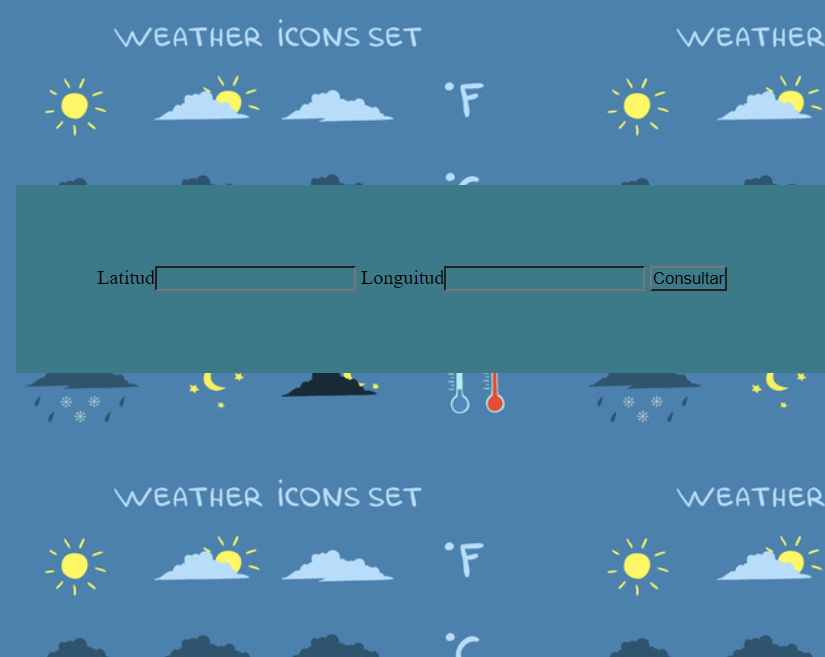 WEATHER ICONS SET WEATHER
°F
°C
Latitud Longuitud Consultar
WEATHER ICONS SET WEATHER
°F
°C